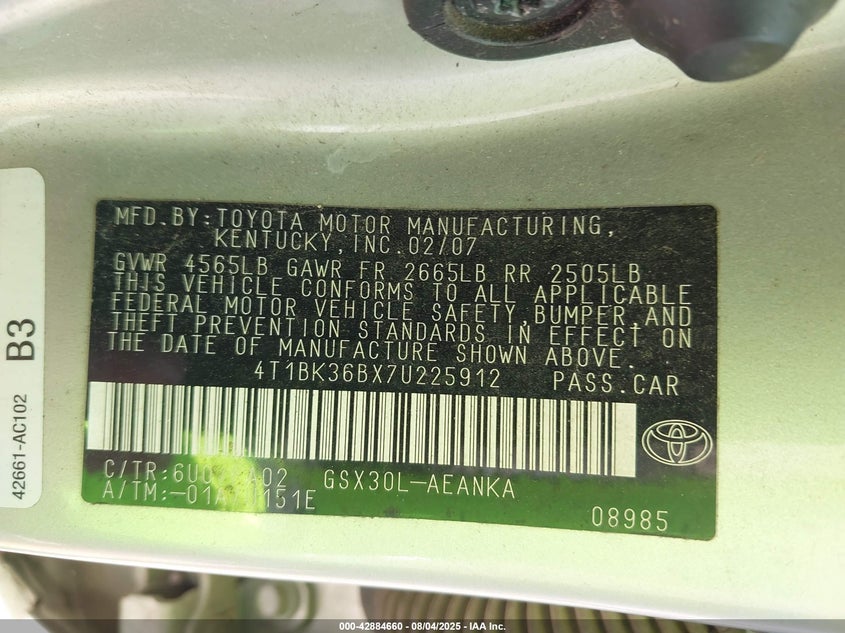 MFD.BY:TOYOTA MOTOR MANUFACTURING,
KENTUCKY,INC.02/07
GVWR 4565LB GAWR FR 2665LB RR 2505LB
THIS VEHICLE CONFORMS TO ALL APPLICABLE
FEDERAL MOTOR VEHICLE SAFETY,BUMPER,AND
THEFT PREVENTION STANDARDS IN EFFECT ON
THE DATE OF MANUFACTURE SHOWN ABOVE.
4T1BK36BX7U225912 PASS.CAR
C/TR: GSX30L-AEANKA
A/TM:
08985
42661-AC102 B3
000-42884660 - 08/04/2025 - IAA Inc.